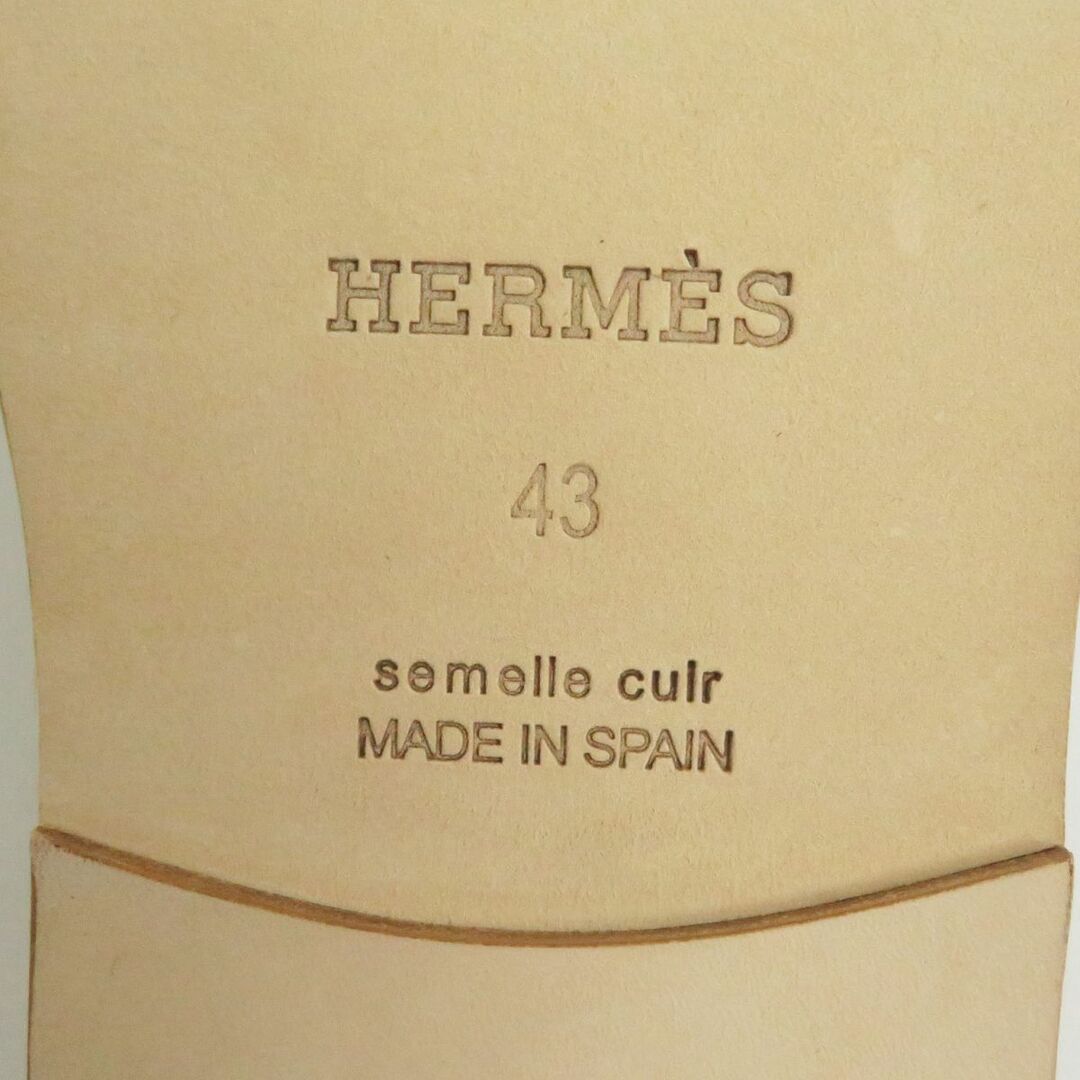 HERMÈS
43
semelle cuir
MADE IN SPAIN